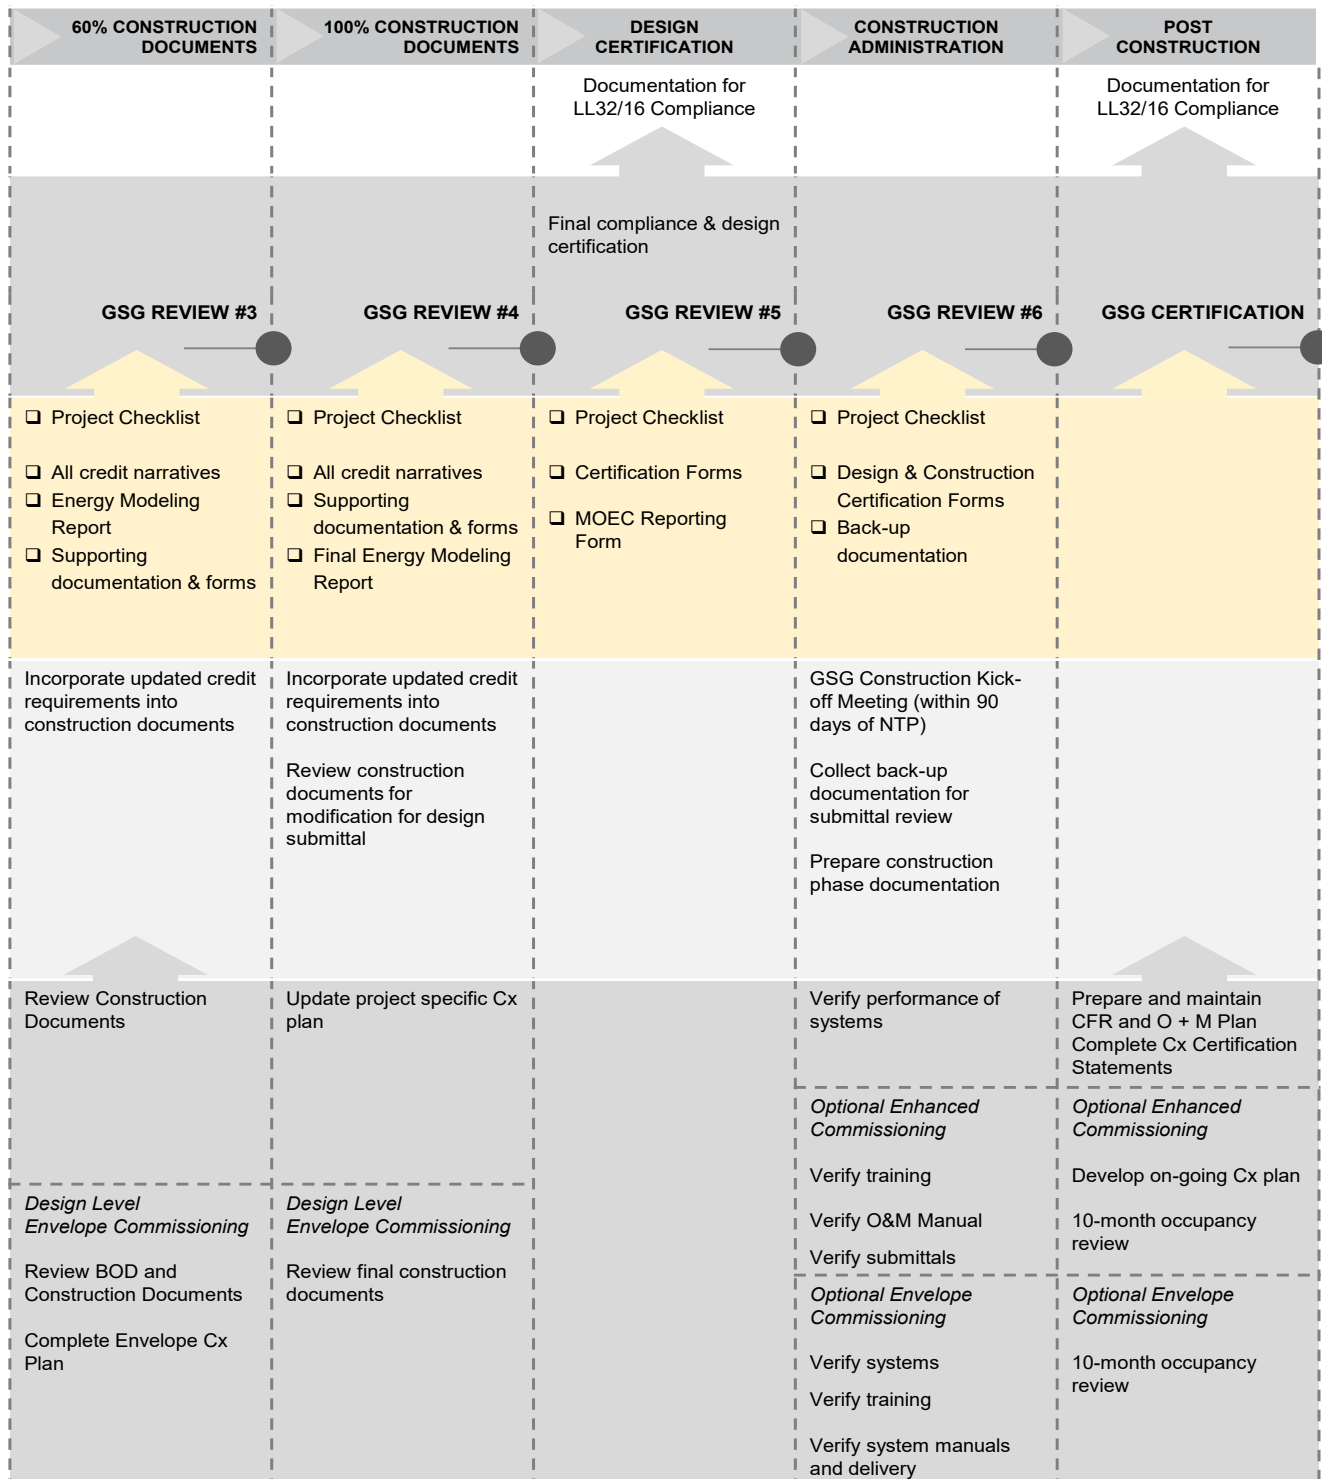 60% CONSTRUCTION
DOCUMENTS
100% CONSTRUCTION
DOCUMENTS
DESIGN
CERTIFICATION
CONSTRUCTION
ADMINISTRATION
POST
CONSTRUCTION
Documentation for
LL32/16 Compliance
Documentation for
LL32/16 Compliance
Final compliance & design
certification
GSG REVIEW #3
GSG REVIEW #4
GSG REVIEW #5
GSG REVIEW #6
GSG CERTIFICATION
❑ Project Checklist
❑ All credit narratives
❑ Energy Modeling
Report
❑ Supporting
documentation & forms
❑ Project Checklist
❑ All credit narratives
❑ Supporting
documentation & forms
❑ Final Energy Modeling
Report
❑ Project Checklist
❑ Certification Forms
❑ MOEC Reporting
Form
❑ Project Checklist
❑ Design & Construction
Certification Forms
❑ Back-up
documentation
Incorporate updated credit
requirements into
construction documents
Incorporate updated credit
requirements into
construction documents
Review construction
documents for
modification for design
submittal
GSG Construction Kick-
off Meeting (within 90
days of NTP)
Collect back-up
documentation for
submittal review
Prepare construction
phase documentation
Review Construction
Documents
Design Level
Envelope Commissioning
Review BOD and
Construction Documents
Complete Envelope Cx
Plan
Update project specific Cx
plan
Design Level
Envelope Commissioning
Review final construction
documents
Verify performance of
systems
Optional Enhanced
Commissioning
Verify training
Verify O&M Manual
Verify submittals
Optional Envelope
Commissioning
Verify systems
Verify training
Verify system manuals
and delivery
Prepare and maintain
CFR and O + M Plan
Complete Cx Certification
Statements
Optional Enhanced
Commissioning
Develop on-going Cx plan
10-month occupancy
review
Optional Envelope
Commissioning
10-month occupancy
review